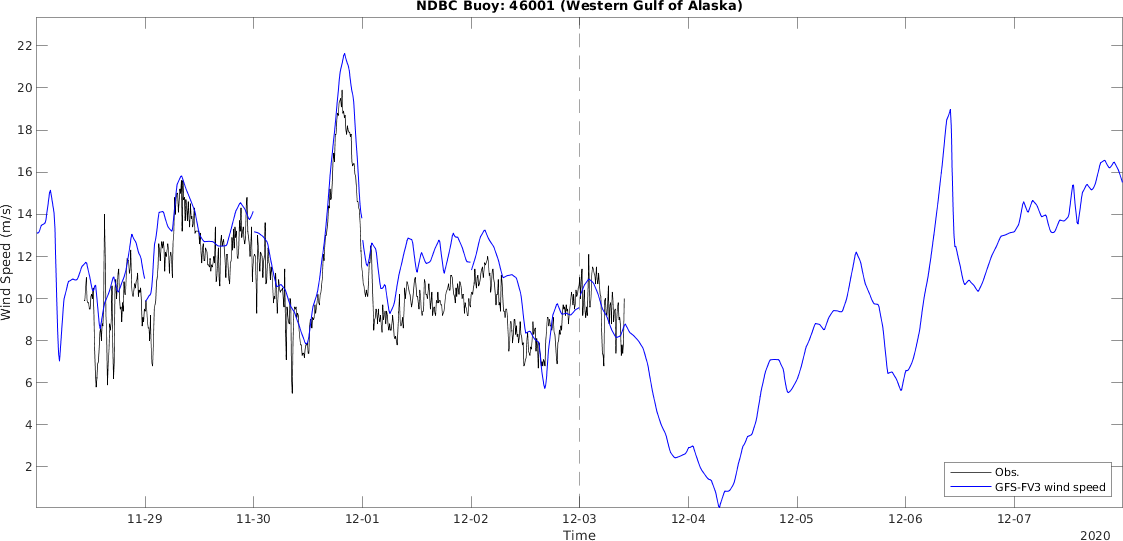 NDBC Buoy: 46001 (Western Gulf of Alaska)
22
20
18
16
14
12
10
8
6
4
2
Wind Speed (m/s)
Obs.
GFS-FV3 wind speed
11-29 11-30 12-01 12-02 12-03 12-04 12-05 12-06 12-07
Time
2020